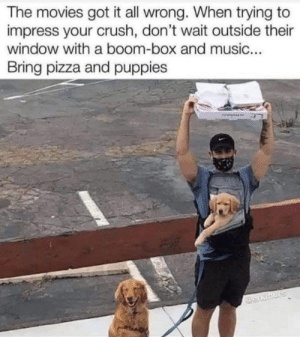 The movies got it all wrong. When trying to
impress your crush, don't wait outside their
window with a boom-box and music...
Bring pizza and puppies